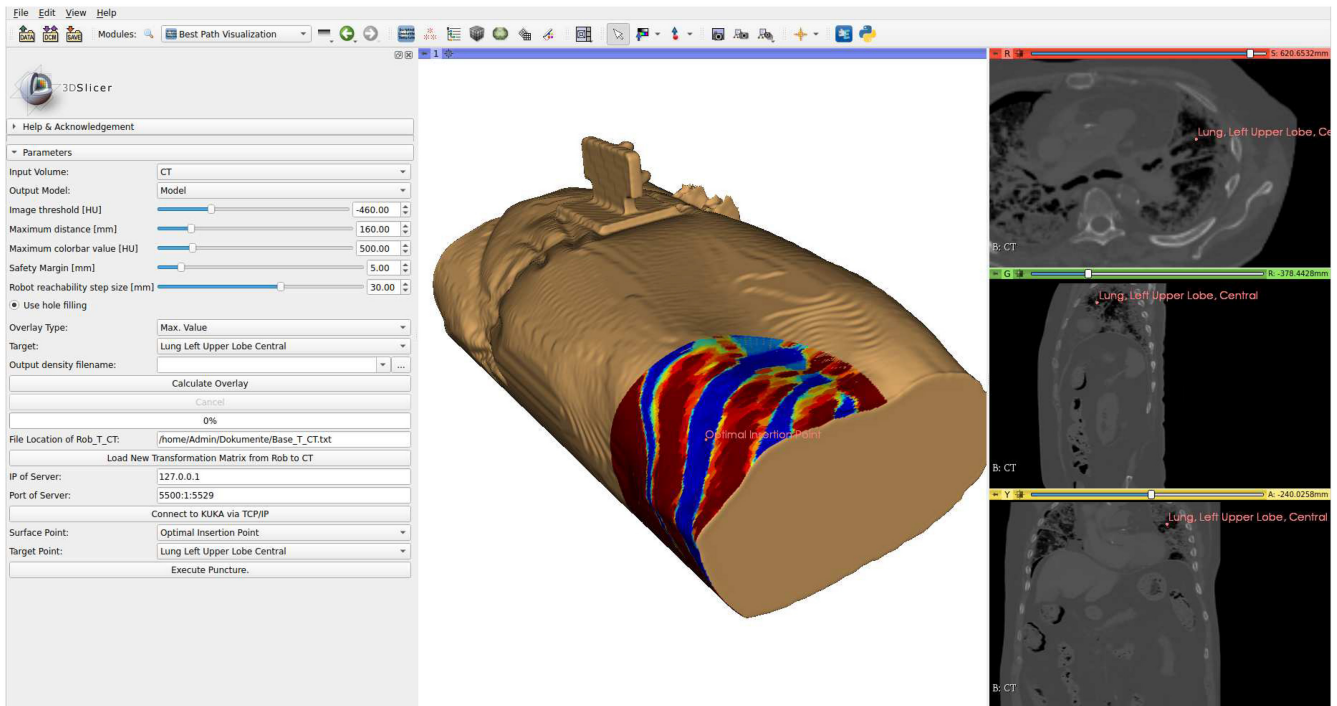 File Edit View Help
DATA DCM SAVE Modules: Best Path Visualization
1
3DSlicer
Help & Acknowledgement
Parameters
Input Volume: CT
Output Model: Model
Image threshold [HU] -460.00
Maximum distance [mm] 160.00
Maximum colorbar value [HU] 500.00
Safety Margin [mm] 5.00
Robot reachability step size [mm] 30.00
Use hole filling
Overlay Type: Max. Value
Target: Lung Left Upper Lobe Central
Output density filename: ...
Calculate Overlay
Cancel
0%
File Location of Rob_T_CT: /home/Admin/Dokumente/Base_T_CT.txt
Load New Transformation Matrix from Rob to CT
IP of Server: 127.0.0.1
Port of Server: 5500:1:5529
Connect to KUKA via TCP/IP
Surface Point: Optimal Insertion Point
Target Point: Lung Left Upper Lobe Central
Execute Puncture.
Optimal Insertion Point
R S: 620.6532mm
Lung, Left Upper Lobe, Ce
B: CT
G R: -378.4428mm
Lung, Left Upper Lobe, Central
B: CT
Y A: -240.0258mm
Lung, Left Upper Lobe, Central
B: CT